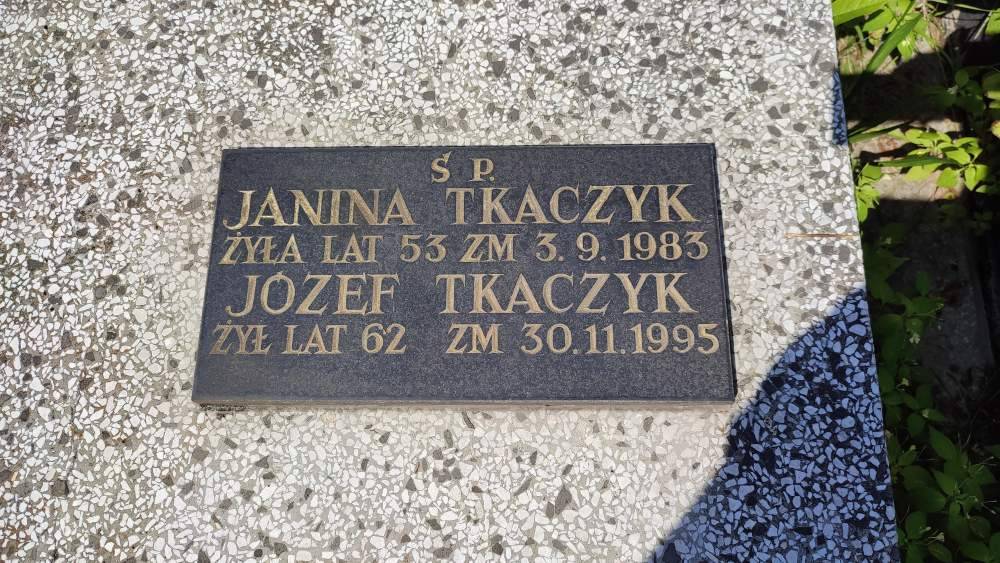 Ś P.
JANINA TKACZYK
ŻYŁA LAT 53 ZM 3.9.1983
JÓZEF TKACZYK
ŻYŁ LAT 62 ZM 30.11.1995